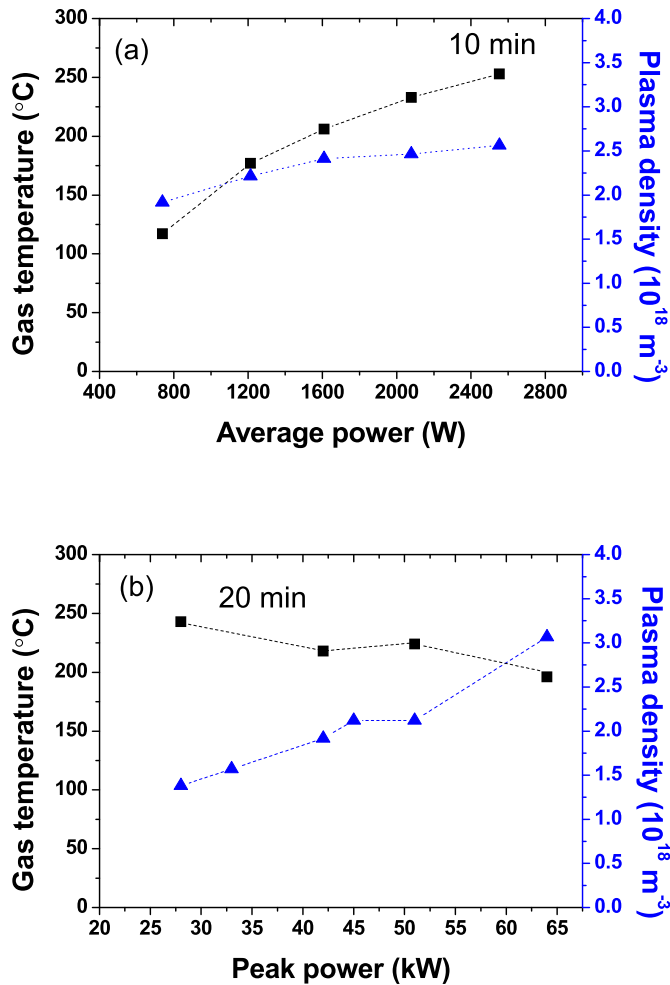 (a)
10 min
Gas temperature (°C)
300
250
200
150
100
50
0
400 800 1200 1600 2000 2400 2800
Average power (W)
4.0
3.5
3.0
2.5
2.0
1.5
1.0
0.5
0.0
Plasma density (10¹⁸ m⁻³)
(b)
20 min
Gas temperature (°C)
300
250
200
150
100
50
0
20 25 30 35 40 45 50 55 60 65
Peak power (kW)
4.0
3.5
3.0
2.5
2.0
1.5
1.0
0.5
0.0
Plasma density (10¹⁸ m⁻³)